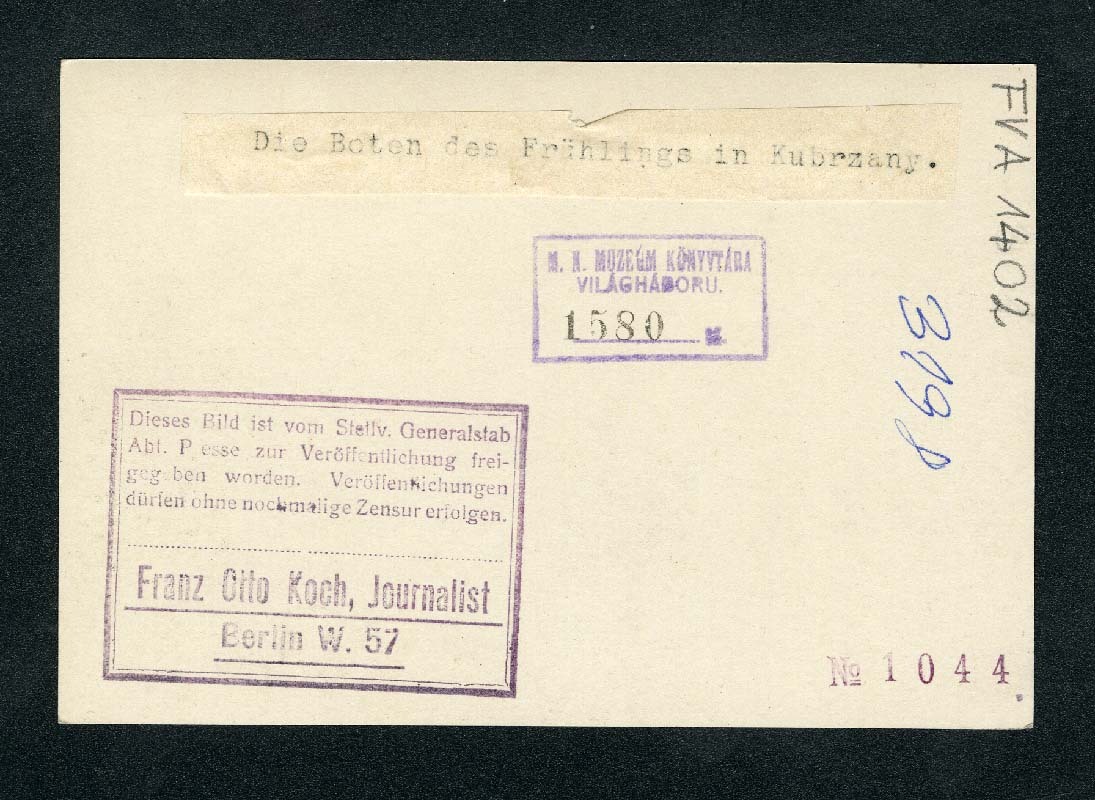 Die Boten des Frühlings in Kubrzany.
FVA 1402
M. N. MUZEÚM KÖNYVTÁRA
VILÁGHÁBORU.
1580
Dieses Bild ist vom Stellv. Generalstab
Abt. Presse zur Veröffentlichung frei-
gegeben worden. Veröffentlichungen
dürfen ohne nochmalige Zensur erfolgen.
Franz Otto Koch, Journalist
Berlin W. 57
№ 1044